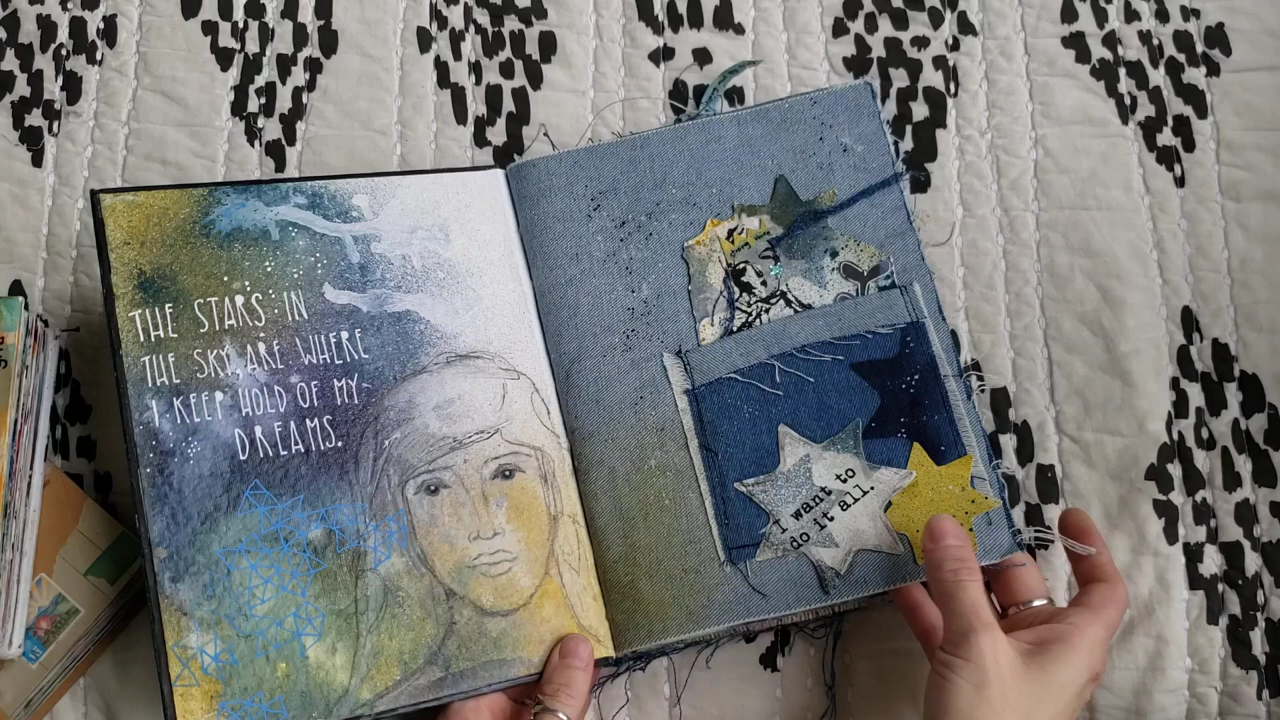 THE STARS IN
THE SKY, ARE WHERE
I KEEP HOLD OF MY
DREAMS.
I want to
do it all.